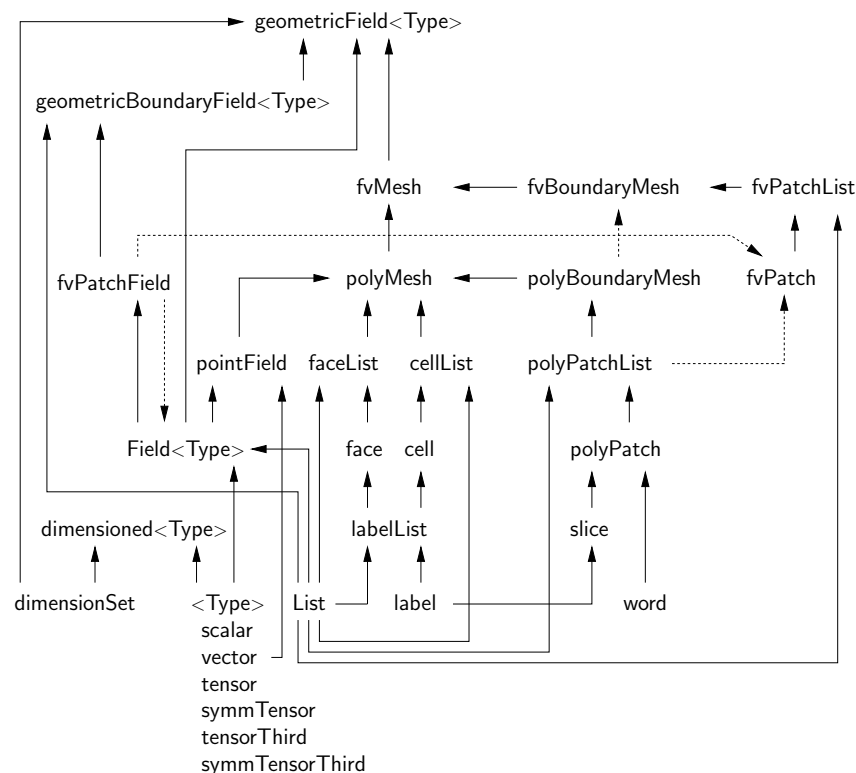 geometricField<Type>
geometricBoundaryField<Type>
fvMesh
fvBoundaryMesh
fvPatchList
fvPatchField
polyMesh
polyBoundaryMesh
fvPatch
pointField
faceList
cellList
polyPatchList
Field<Type>
face
cell
polyPatch
dimensioned<Type>
labelList
slice
dimensionSet
<Type>
List
label
word
scalar
vector
tensor
symmTensor
tensorThird
symmTensorThird